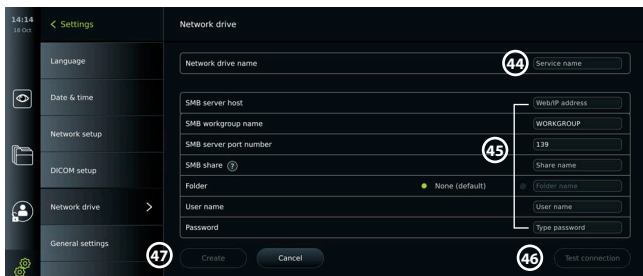 14:14
18 Oct
Settings
Network drive
Language
Network drive name
44
Service name
Date & time
SMB server host
Web/IP address
SMB workgroup name
WORKGROUP
Network setup
SMB server port number
45
139
SMB share ?
Share name
DICOM setup
Folder
None (default)
Folder name
Network drive
User name
User name
Password
Type password
General settings
47
Create
Cancel
46
Test connection